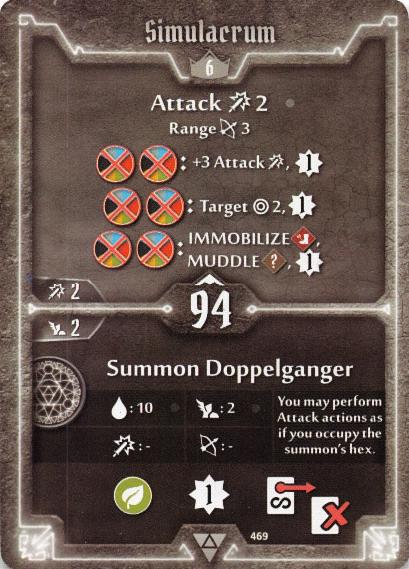 Simulacrum
6
Attack 2
Range 3
: +3 Attack , 1
: Target 2, 1
: IMMOBILIZE ,
MUDDLE ? , 1
2
94
2
Summon Doppelganger
: 10 : 2
: - : -
You may perform
Attack actions as
if you occupy the
summon's hex.
1 S
469